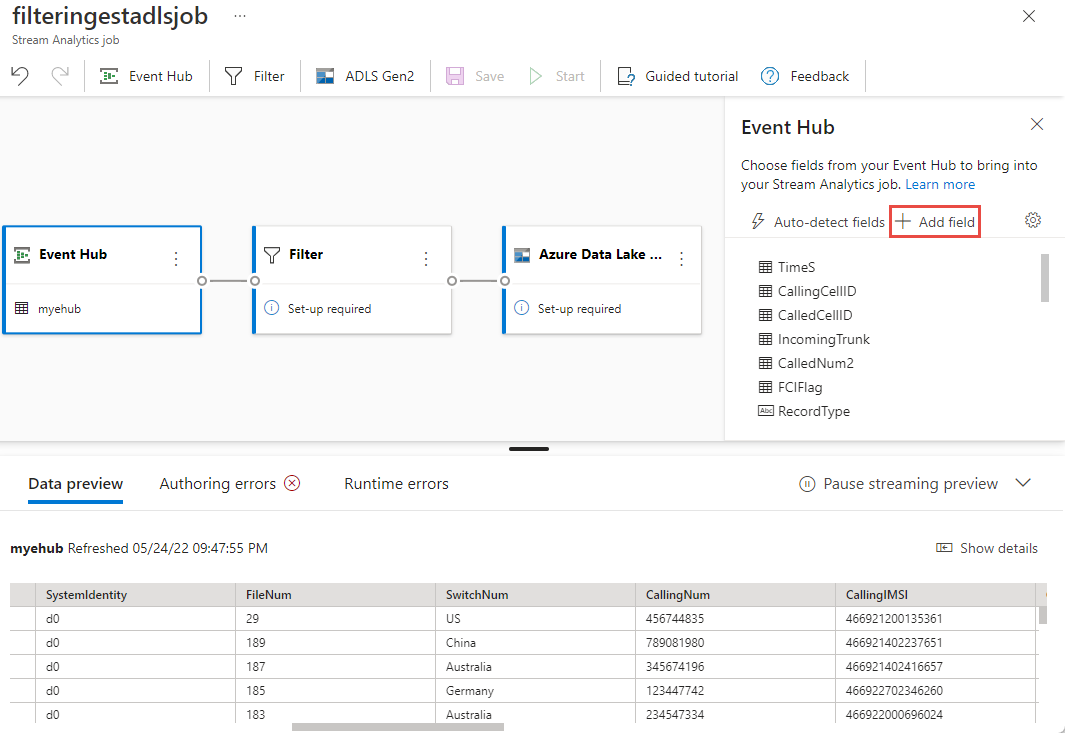 filteringestadlsjob ...
Stream Analytics job
Event Hub Filter ADLS Gen2 Save Start Guided tutorial Feedback
Event Hub
myehub
Filter
Set-up required
Azure Data Lake ...
Set-up required
Event Hub
Choose fields from your Event Hub to bring into
your Stream Analytics job. Learn more
Auto-detect fields Add field
TimeS
CallingCellID
CalledCellID
IncomingTrunk
CalledNum2
FCIFlag
Abc RecordType
Data preview Authoring errors Runtime errors Pause streaming preview
myehub Refreshed 05/24/22 09:47:55 PM Show details
SystemIdentity FileNum SwitchNum CallingNum CallingIMSI
d0 29 US 456744835 466921200135361
d0 189 China 789081980 466921402237651
d0 187 Australia 345674196 466921402416657
d0 185 Germany 123447742 466922702346260
d0 183 Australia 234547334 466922000696024